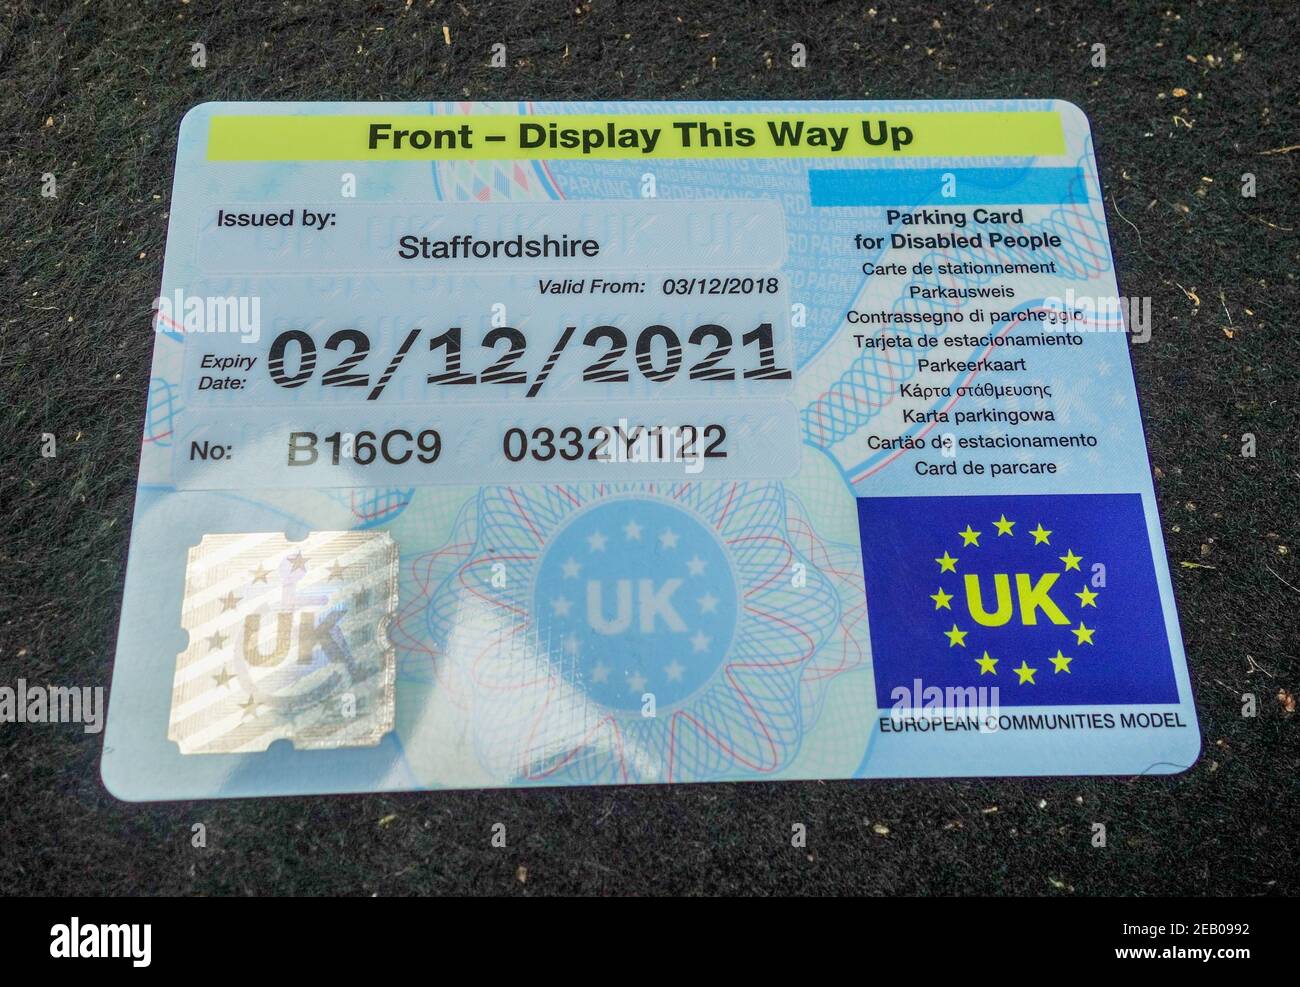 Front – Display This Way Up
Issued by:
Staffordshire
Valid From: 03/12/2018
Expiry
Date:
02/12/2021
No:
B16C9 0332Y122
Parking Card
for Disabled People
Carte de stationnement
Parkausweis
Contrassegno di parcheggio
Tarjeta de estacionamiento
Parkeerkaart
Κάρτα στάθμευσης
Karta parkingowa
Cartão de estacionamento
Card de parcare
UK
EUROPEAN COMMUNITIES MODEL
UK
UK
alamy
Image ID: 2EB0992
www.alamy.com